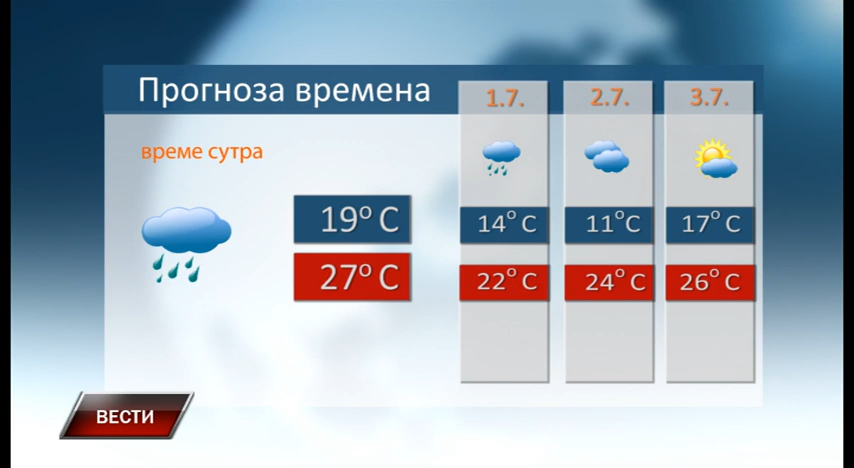 Прогноза времена
време сутра
19° C
27° C
1.7.
14° C
22° C
2.7.
11°C
24° C
3.7.
17° C
26° C
ВЕСТИ